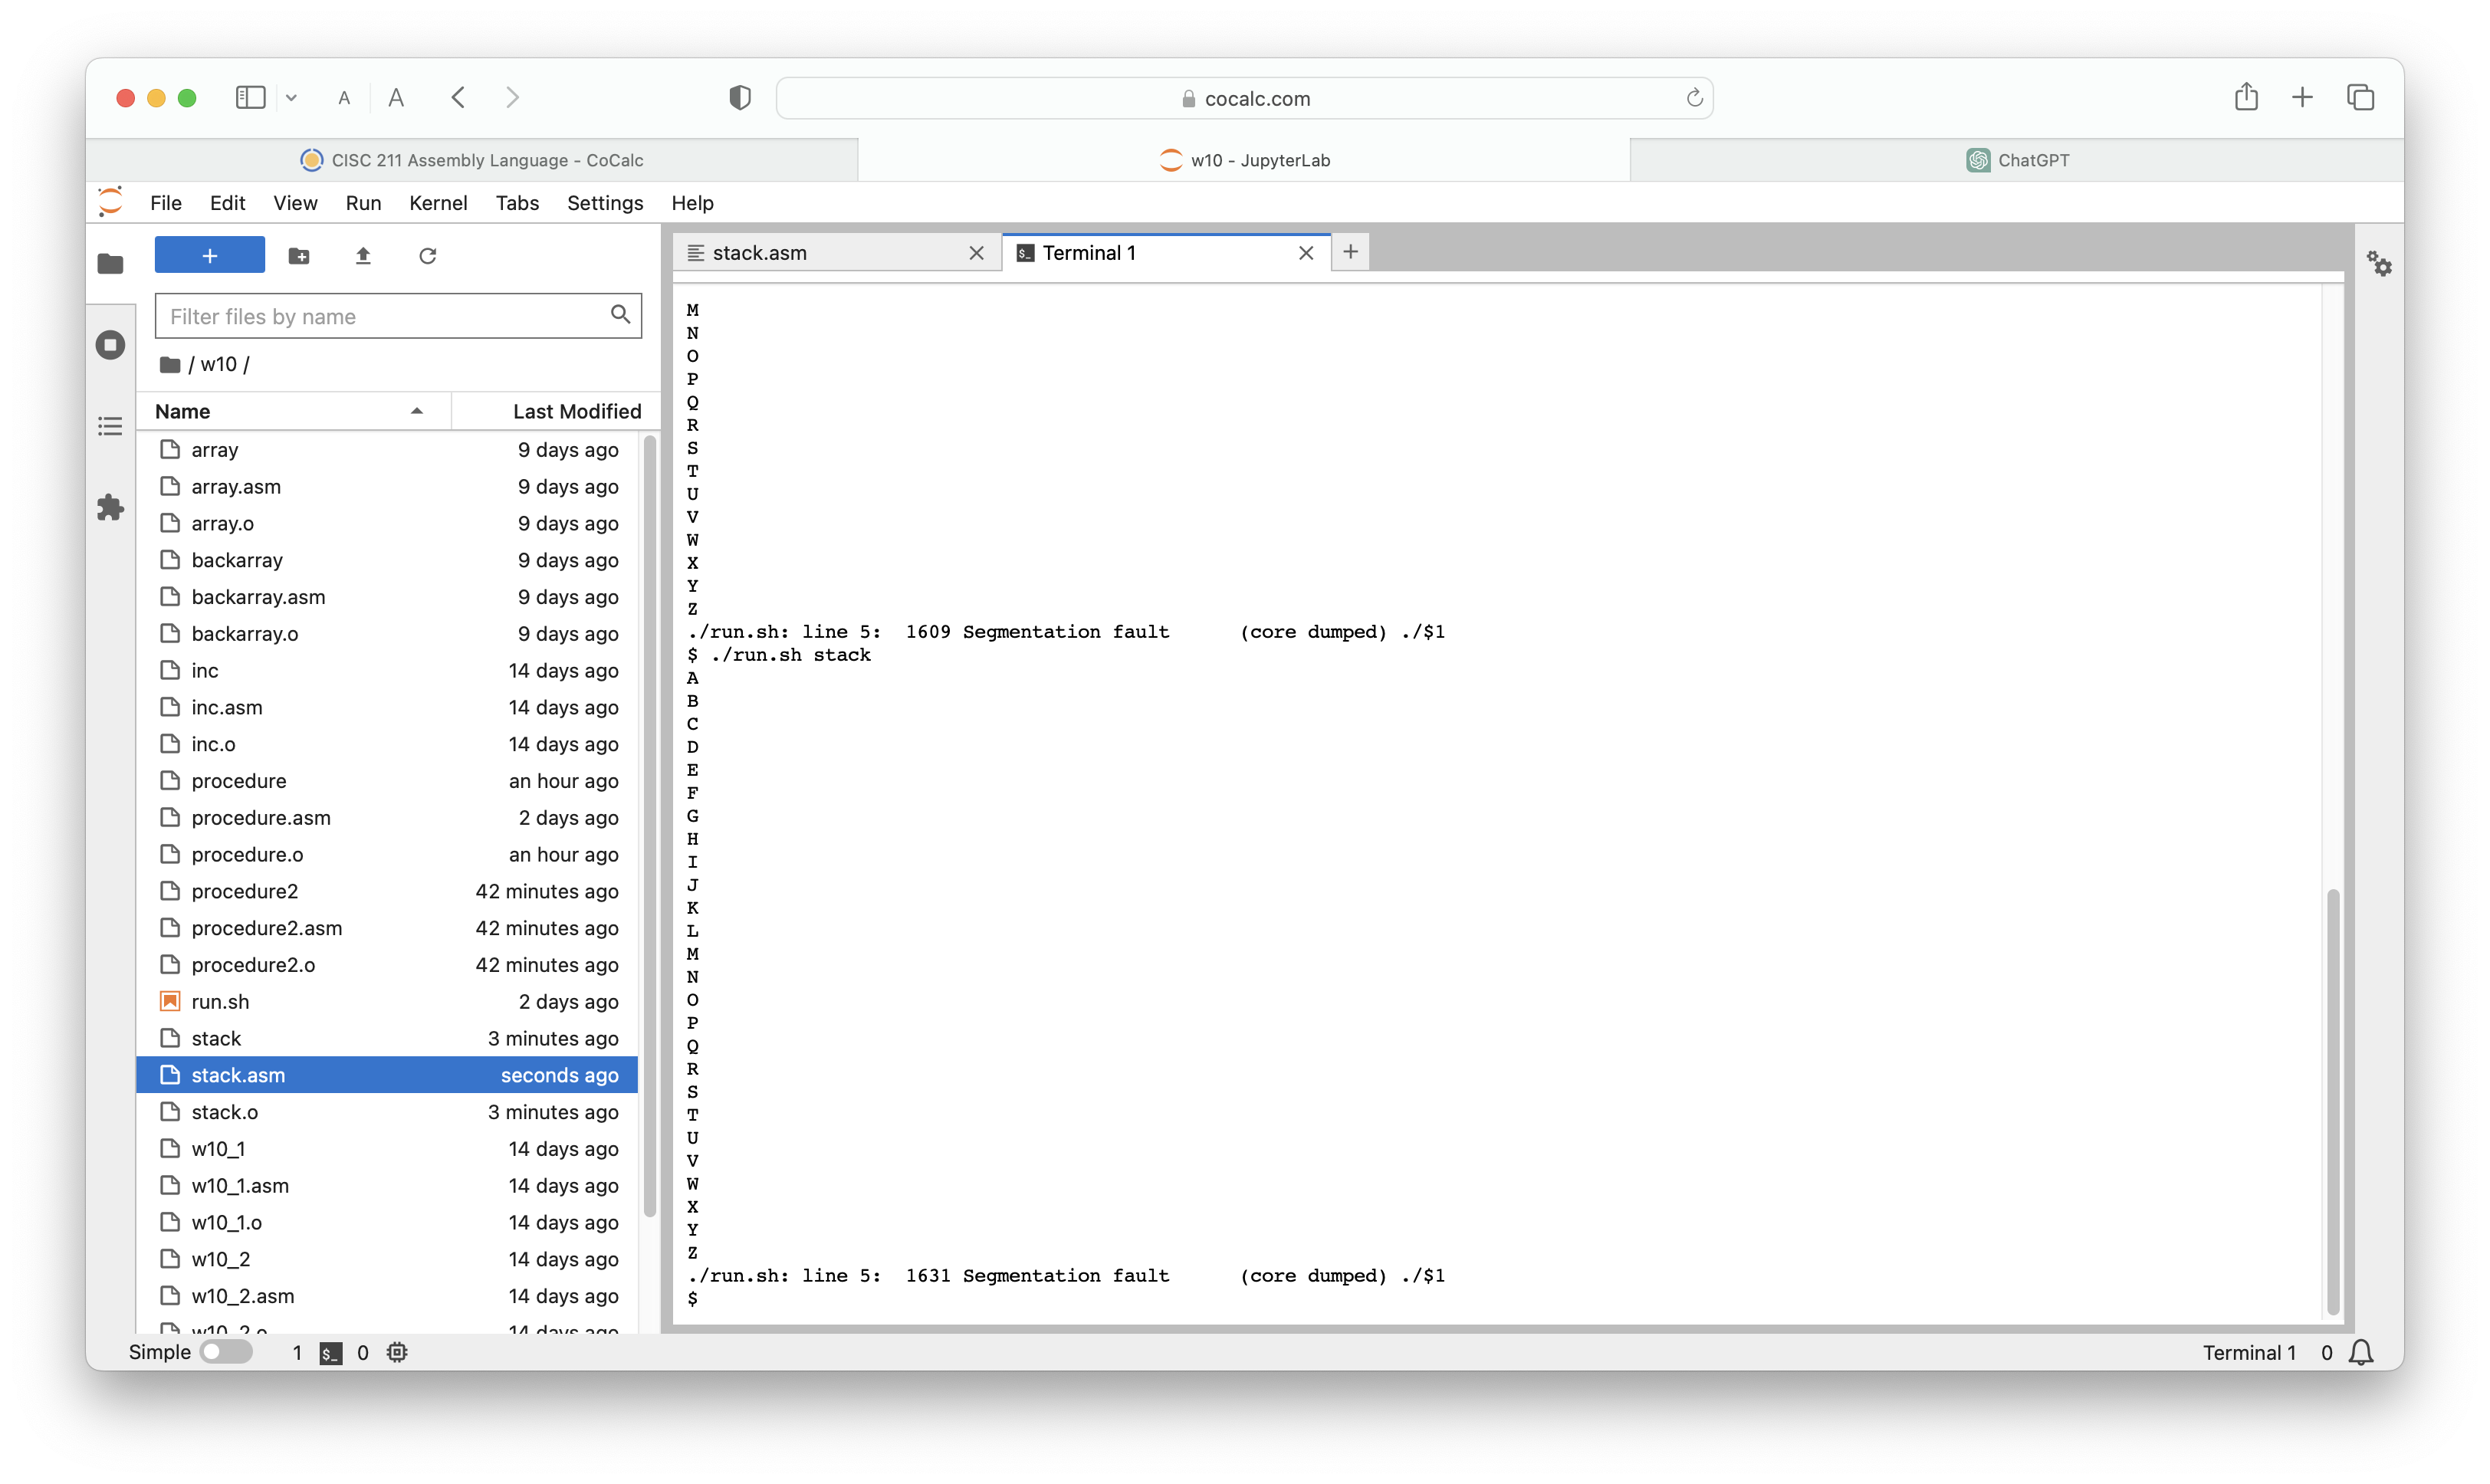 A A cocalc.com
CISC 211 Assembly Language - CoCalc w10 - JupyterLab ChatGPT
File Edit View Run Kernel Tabs Settings Help
+ stack.asm $_ Terminal 1
Filter files by name
/ w10 /
Name Last Modified
array 9 days ago
array.asm 9 days ago
array.o 9 days ago
backarray 9 days ago
backarray.asm 9 days ago
backarray.o 9 days ago
inc 14 days ago
inc.asm 14 days ago
inc.o 14 days ago
procedure an hour ago
procedure.asm 2 days ago
procedure.o an hour ago
procedure2 42 minutes ago
procedure2.asm 42 minutes ago
procedure2.o 42 minutes ago
run.sh 2 days ago
stack 3 minutes ago
stack.asm seconds ago
stack.o 3 minutes ago
w10_1 14 days ago
w10_1.asm 14 days ago
w10_1.o 14 days ago
w10_2 14 days ago
w10_2.asm 14 days ago
w10_2.o 14 days ago
M
N
O
P
Q
R
S
T
U
V
W
X
Y
Z
./run.sh: line 5:  1609 Segmentation fault      (core dumped) ./$1
$ ./run.sh stack
A
B
C
D
E
F
G
H
I
J
K
L
M
N
O
P
Q
R
S
T
U
V
W
X
Y
Z
./run.sh: line 5:  1631 Segmentation fault      (core dumped) ./$1
$
Simple 1 $_ 0 Terminal 1 0